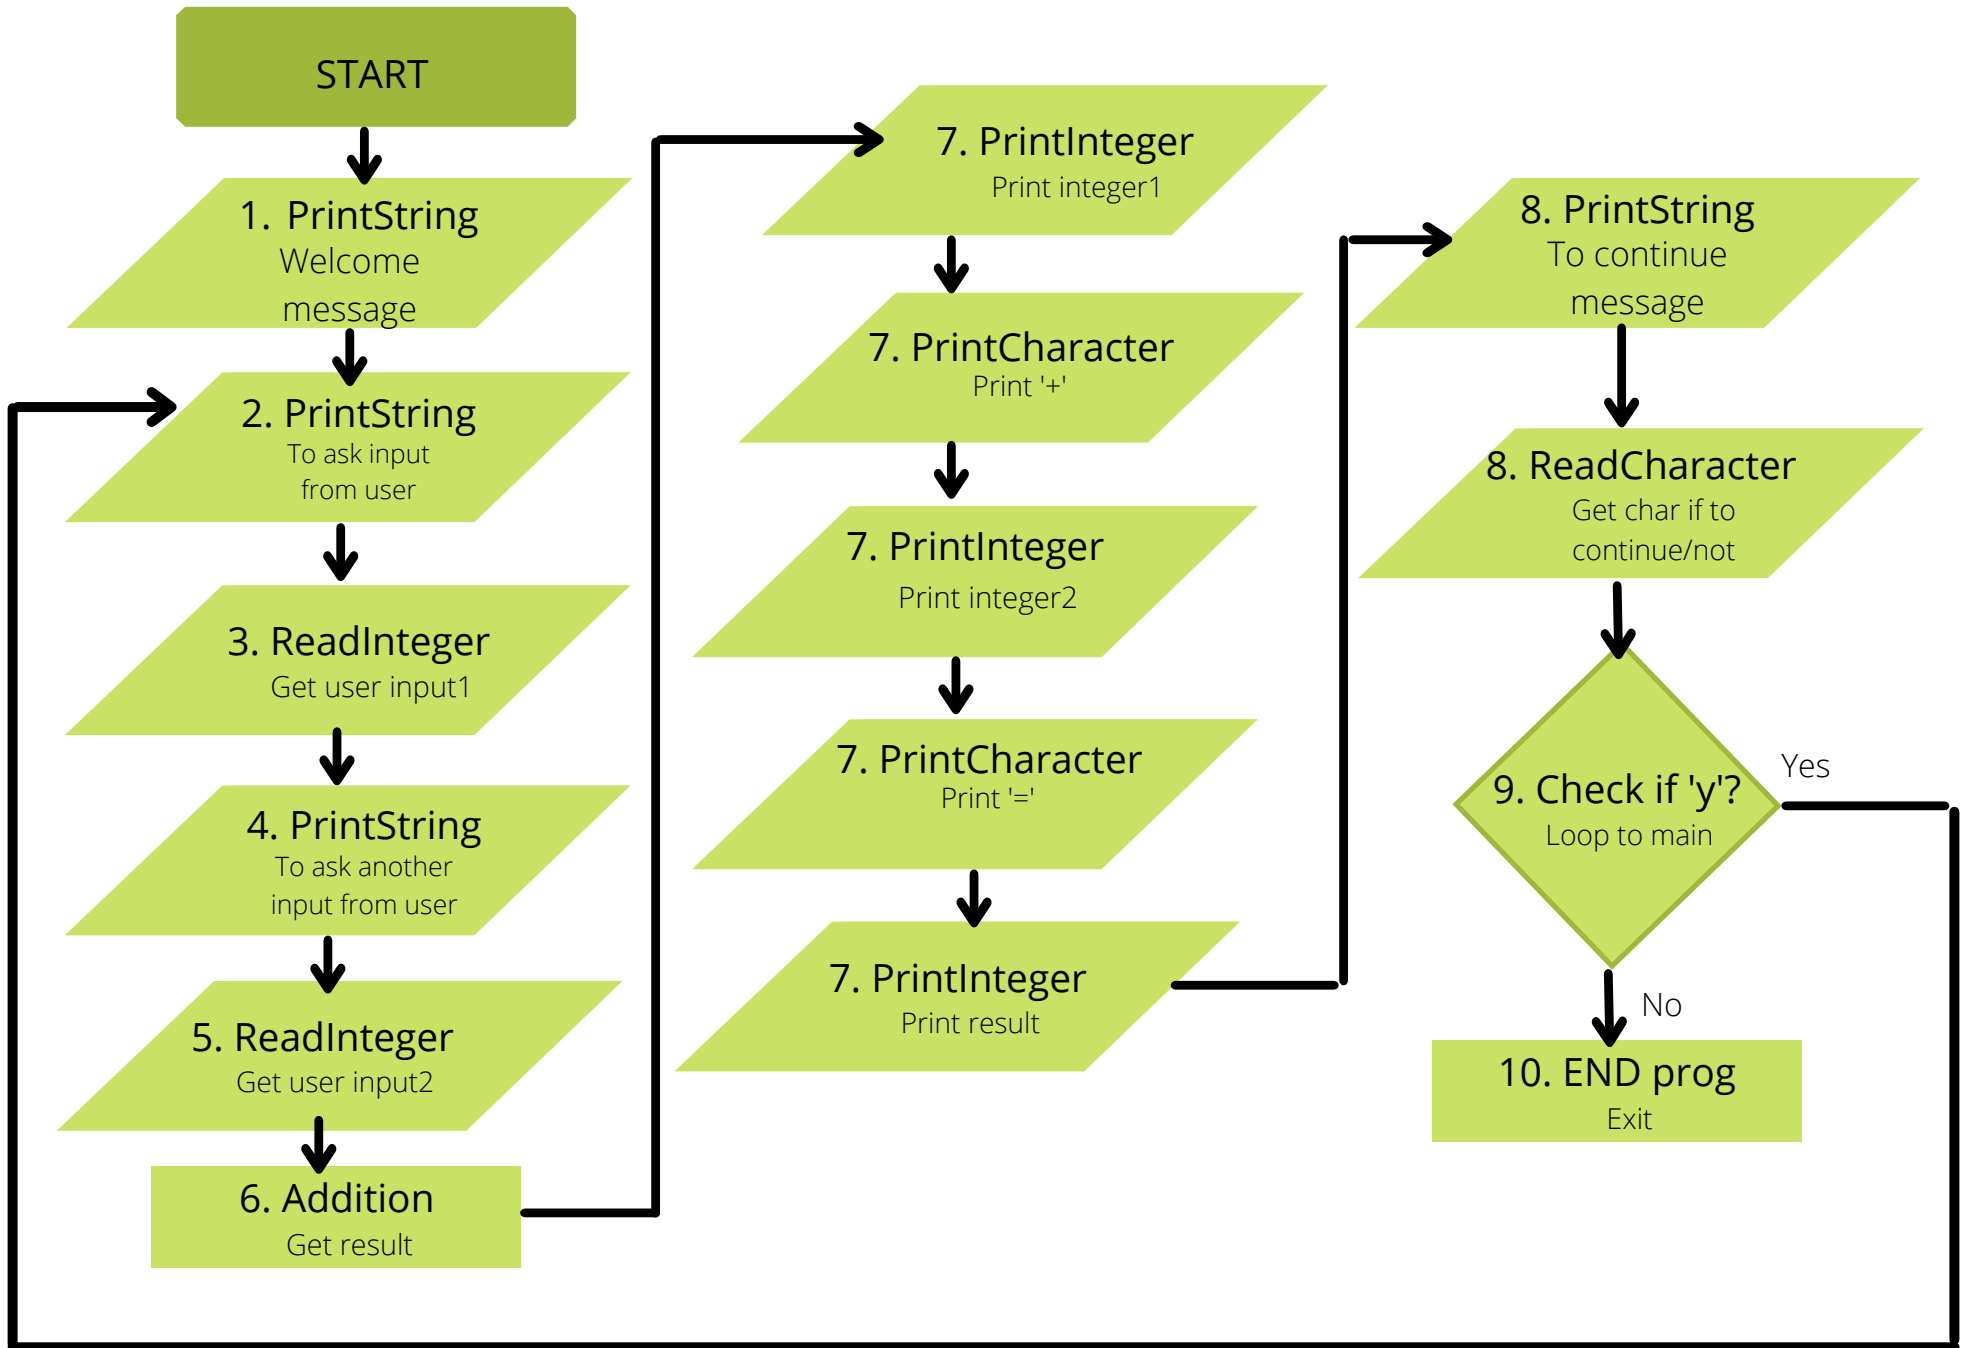 START
1. PrintString
Welcome
message
2. PrintString
To ask input
from user
3. ReadInteger
Get user input1
4. PrintString
To ask another
input from user
5. ReadInteger
Get user input2
6. Addition
Get result
7. PrintInteger
Print integer1
7. PrintCharacter
Print '+'
7. PrintInteger
Print integer2
7. PrintCharacter
Print '='
7. PrintInteger
Print result
8. PrintString
To continue
message
8. ReadCharacter
Get char if to
continue/not
9. Check if 'y'?
Loop to main
Yes
No
10. END prog
Exit